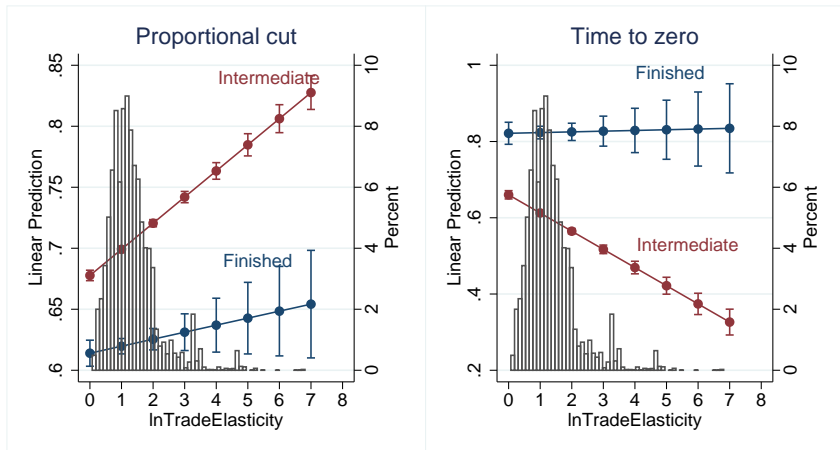 Proportional cut
Intermediate
Finished
Linear Prediction
.6 .65 .7 .75 .8 .85
Percent
0 2 4 6 8 10
0 1 2 3 4 5 6 7 8
lnTradeElasticity
Time to zero
Finished
Intermediate
Linear Prediction
.2 .4 .6 .8 1
Percent
0 2 4 6 8 10
0 1 2 3 4 5 6 7 8
lnTradeElasticity